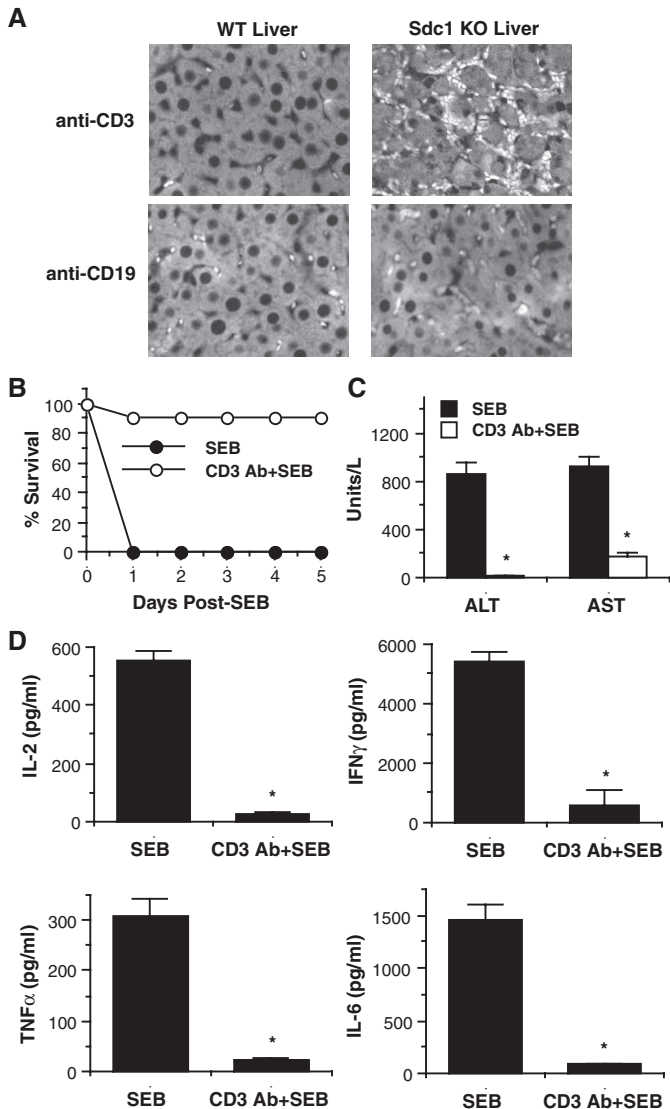 A
WT Liver
Sdc1 KO Liver
anti-CD3
anti-CD19
B
% Survival
100
80
60
40
20
0
0 1 2 3 4 5
Days Post-SEB
SEB
CD3 Ab+SEB
C
Units/L
1200
800
400
0
SEB
CD3 Ab+SEB
*
*
ALT AST
D
IL-2 (pg/ml)
600
400
200
0
*
SEB CD3 Ab+SEB
IFNγ (pg/ml)
6000
4000
2000
0
*
SEB CD3 Ab+SEB
TNFα (pg/ml)
300
200
100
0
*
SEB CD3 Ab+SEB
IL-6 (pg/ml)
1500
1000
500
0
*
SEB CD3 Ab+SEB